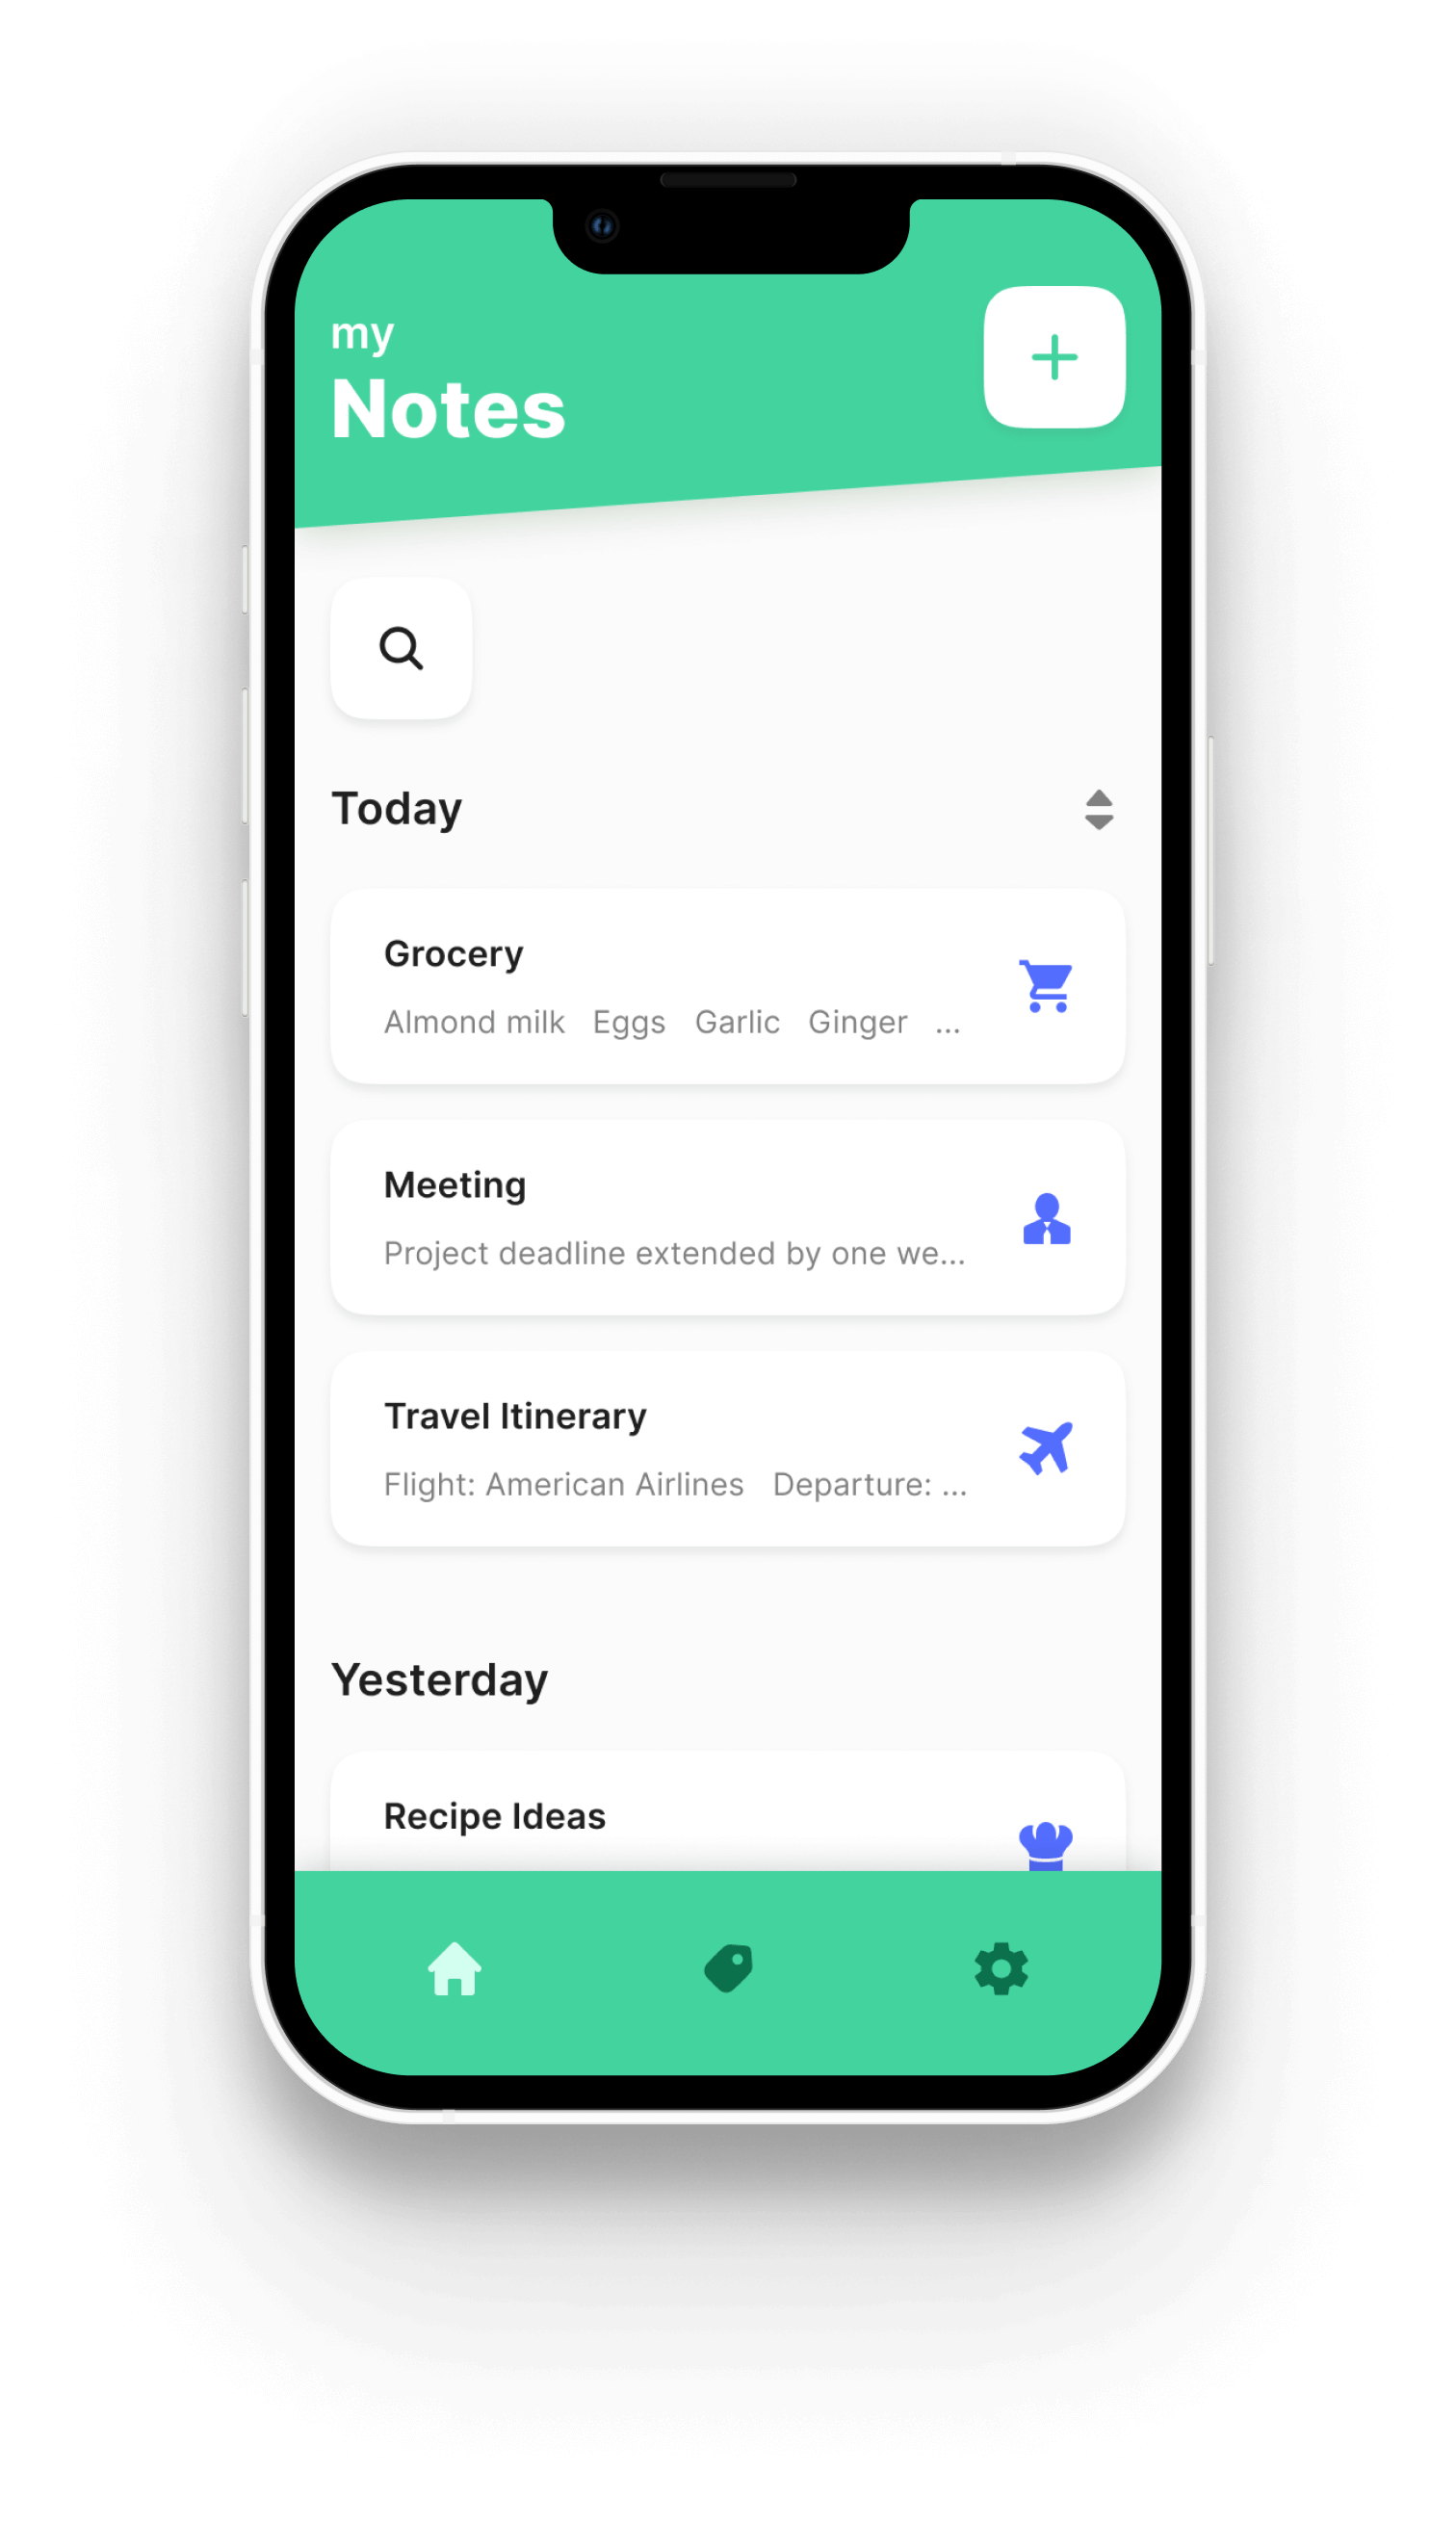 my
Notes
Today
Grocery
Almond milk Eggs Garlic Ginger ...
Meeting
Project deadline extended by one we...
Travel Itinerary
Flight: American Airlines Departure: ...
Yesterday
Recipe Ideas